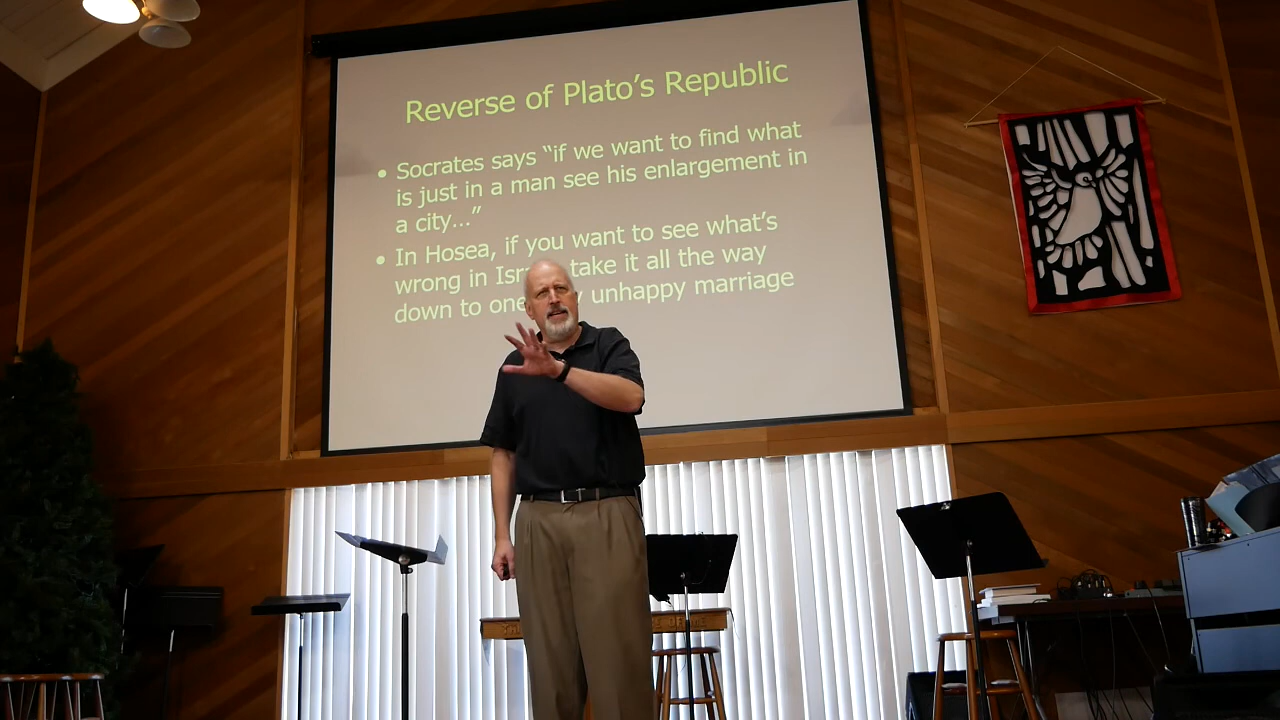 Reverse of Plato's Republic
• Socrates says “if we want to find what
is just in a man see his enlargement in
a city...”
• In Hosea, if you want to see what's
wrong in take it all the way
down to one unhappy marriage